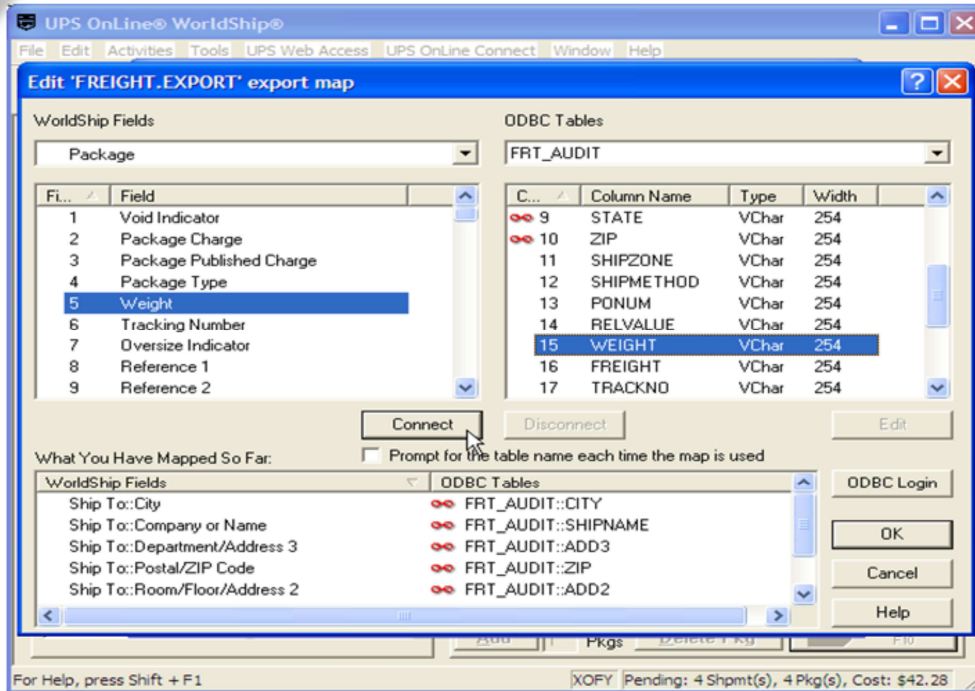 UPS OnLine® WorldShip®
File Edit Activities Tools UPS Web Access UPS OnLine Connect Window Help
Edit 'FREIGHT.EXPORT' export map
WorldShip Fields ODBC Tables
Package FRT_AUDIT
Fi... Field C... Column Name Type Width
1 Void Indicator 9 STATE VChar 254
2 Package Charge 10 ZIP VChar 254
3 Package Published Charge 11 SHIPZONE VChar 254
4 Package Type 12 SHIPMETHOD VChar 254
5 Weight 13 PONUM VChar 254
6 Tracking Number 14 RELVALUE VChar 254
7 Oversize Indicator 15 WEIGHT VChar 254
8 Reference 1 16 FREIGHT VChar 254
9 Reference 2 17 TRACKNO VChar 254
Connect Disconnect Edit
What You Have Mapped So Far: Prompt for the table name each time the map is used
WorldShip Fields ODBC Tables ODBC Login
Ship To::City FRT_AUDIT::CITY
Ship To::Company or Name FRT_AUDIT::SHIPNAME OK
Ship To::Department/Address 3 FRT_AUDIT::ADD3
Ship To::Postal/ZIP Code FRT_AUDIT::ZIP Cancel
Ship To::Room/Floor/Address 2 FRT_AUDIT::ADD2
Help
Add Pkgs Delete Pkg F10
For Help, press Shift + F1 XOFY Pending: 4 Shpmt(s), 4 Pkg(s), Cost: $42.28